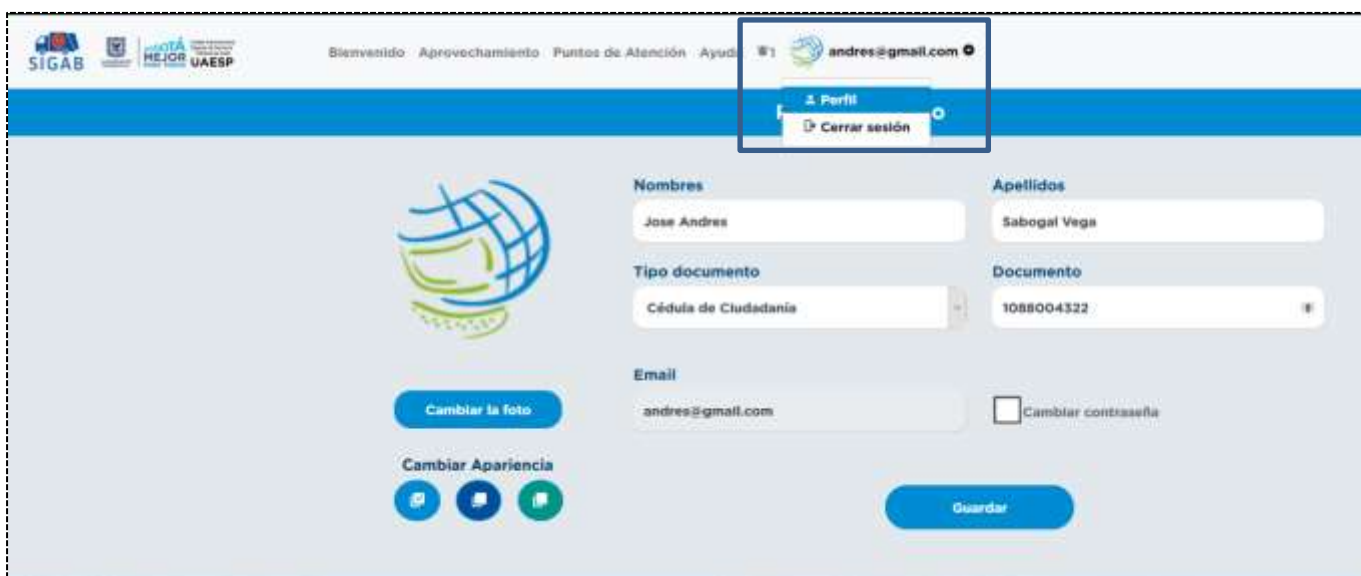 SIGAB
BOGOTÁ
MEJOR
UAESP
Bienvenido Aprovechamiento Puntos de Atención Ayuda 1 andres@gmail.com
Perfil
Cerrar sesión
Nombres Apellidos
Jose Andres Sabogal Vega
Tipo documento Documento
Cédula de Ciudadanía 1088004322
Email
andres@gmail.com Cambiar contraseña
Cambiar la foto
Cambiar Apariencia
Guardar